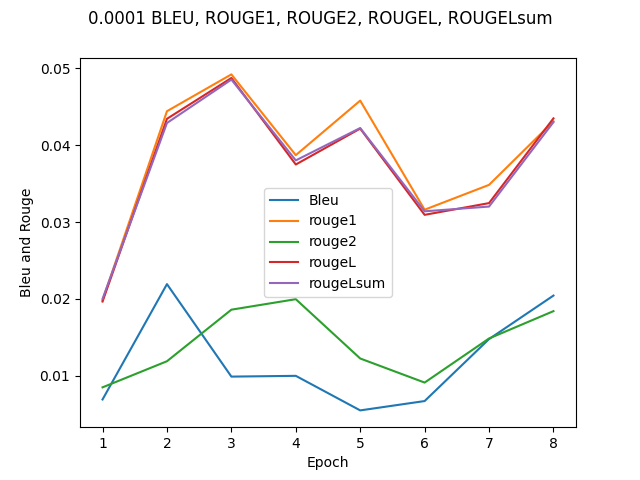 0.0001 BLEU, ROUGE1, ROUGE2, ROUGEL, ROUGELsum
0.05
0.04
0.03
0.02
0.01
Bleu and Rouge
Bleu
rouge1
rouge2
rougeL
rougeLsum
1 2 3 4 5 6 7 8
Epoch